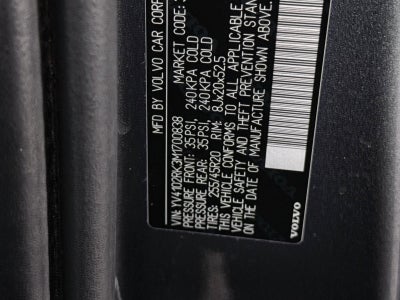 MFD BY VOLVO CAR CORP
MARKET CODE:
VIN: YV4102RK3M1700838
PRESSURE FRONT: 35PSI, 240KPA COLD
PRESSURE REAR: 35PSI, 240KPA COLD
TIRES: 255/45R20 RIM: 8JX20X52.5
THIS VEHICLE CONFORMS TO ALL APPLICABLE
VEHICLE SAFETY AND THEFT PREVENTION STAN
ON THE DATE OF MANUFACTURE SHOWN ABOVE.
VOLVO